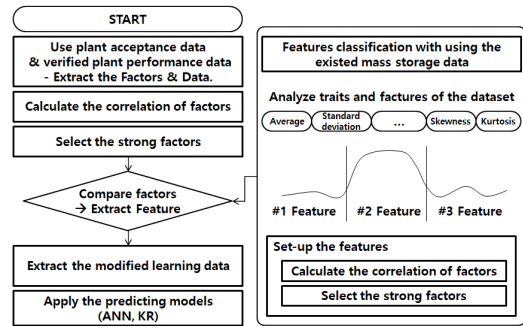 START
Use plant acceptance data
& verified plant performance data
- Extract the Factors & Data.
Calculate the correlation of factors
Select the strong factors
Compare factors
→ Extract Feature
Extract the modified learning data
Apply the predicting models
(ANN, KR)
Features classification with using the
existed mass storage data
Analyze traits and factures of the dataset
Average
Standard
deviation
...
Skewness
Kurtosis
#1 Feature
#2 Feature
#3 Feature
Set-up the features
Calculate the correlation of factors
Select the strong factors